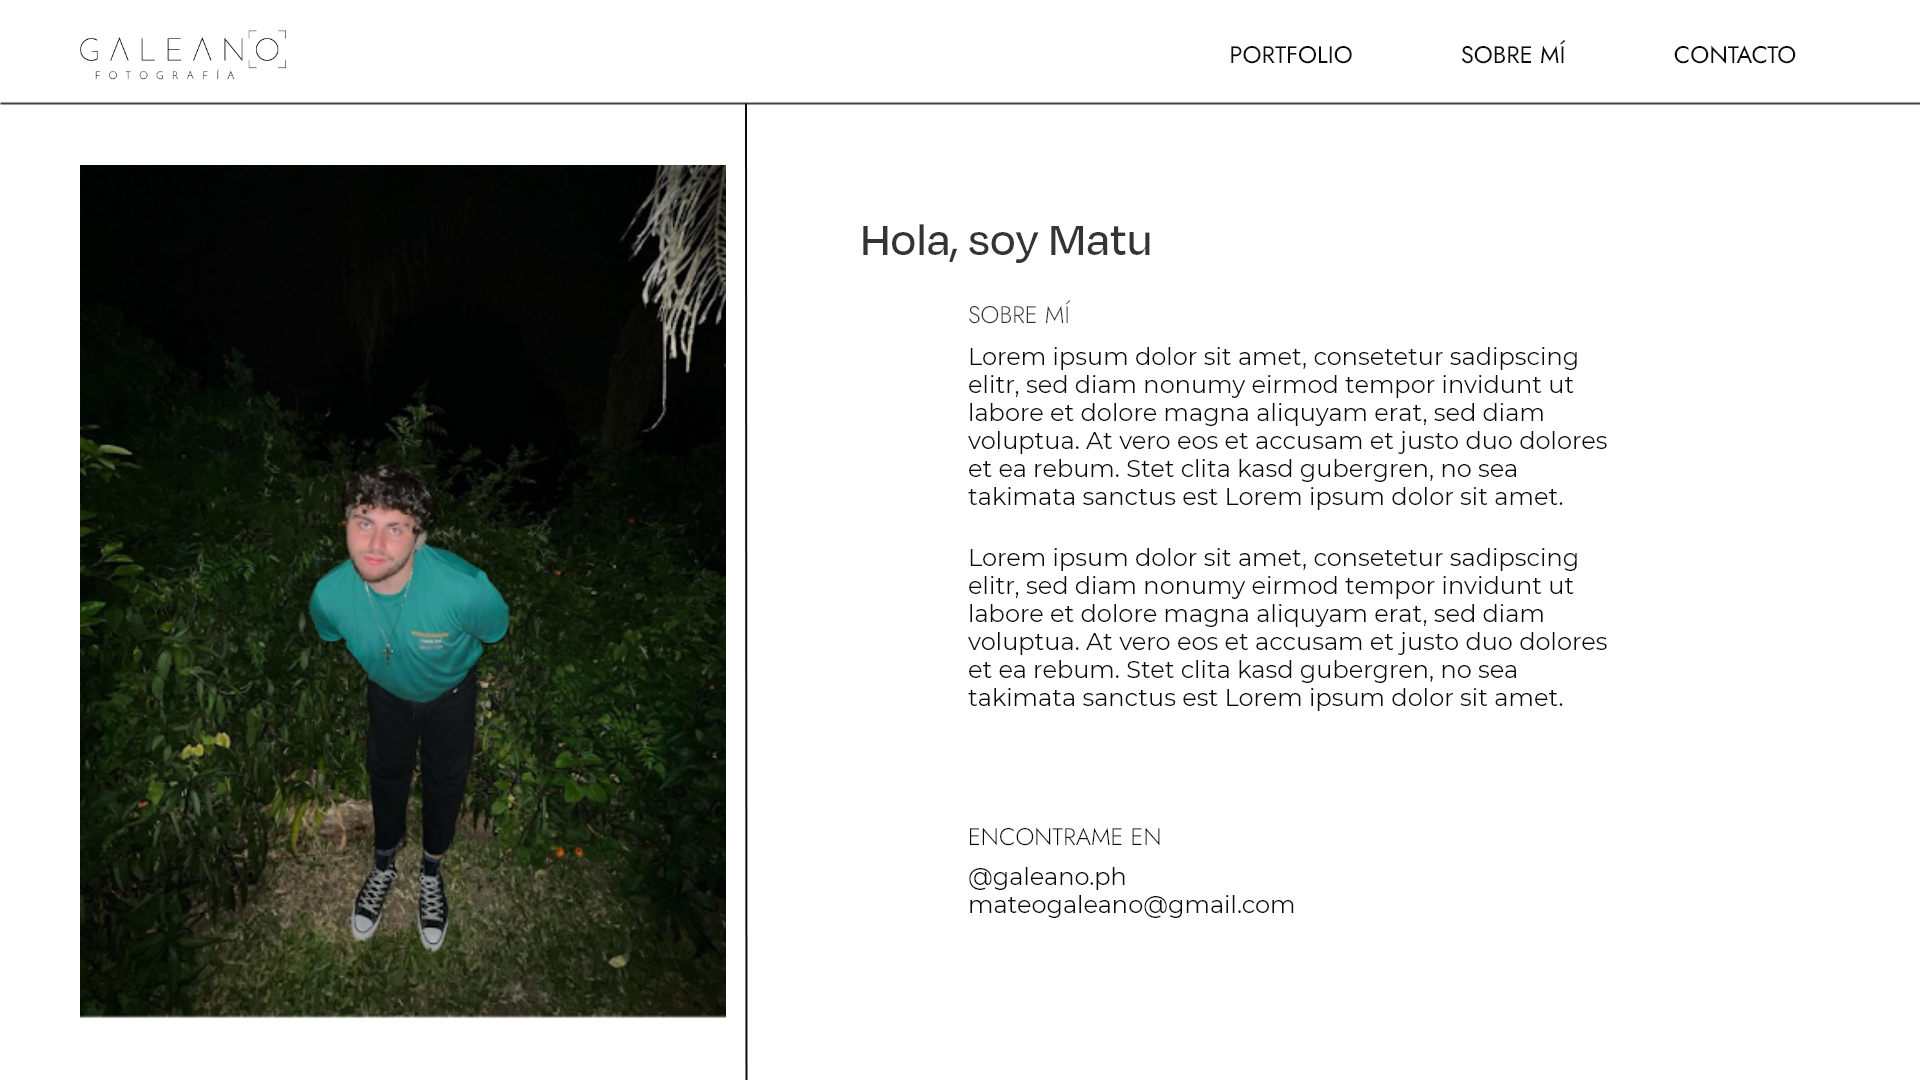 GALEANO
FOTOGRAFÍA
PORTFOLIO
SOBRE MÍ
CONTACTO
Hola, soy Matu
SOBRE MÍ
Lorem ipsum dolor sit amet, consetetur sadipscing
elitr, sed diam nonumy eirmod tempor invidunt ut
labore et dolore magna aliquyam erat, sed diam
voluptua. At vero eos et accusam et justo duo dolores
et ea rebum. Stet clita kasd gubergren, no sea
takimata sanctus est Lorem ipsum dolor sit amet.
Lorem ipsum dolor sit amet, consetetur sadipscing
elitr, sed diam nonumy eirmod tempor invidunt ut
labore et dolore magna aliquyam erat, sed diam
voluptua. At vero eos et accusam et justo duo dolores
et ea rebum. Stet clita kasd gubergren, no sea
takimata sanctus est Lorem ipsum dolor sit amet.
ENCONTRAME EN
@galeano.ph
mateogaleano@gmail.com